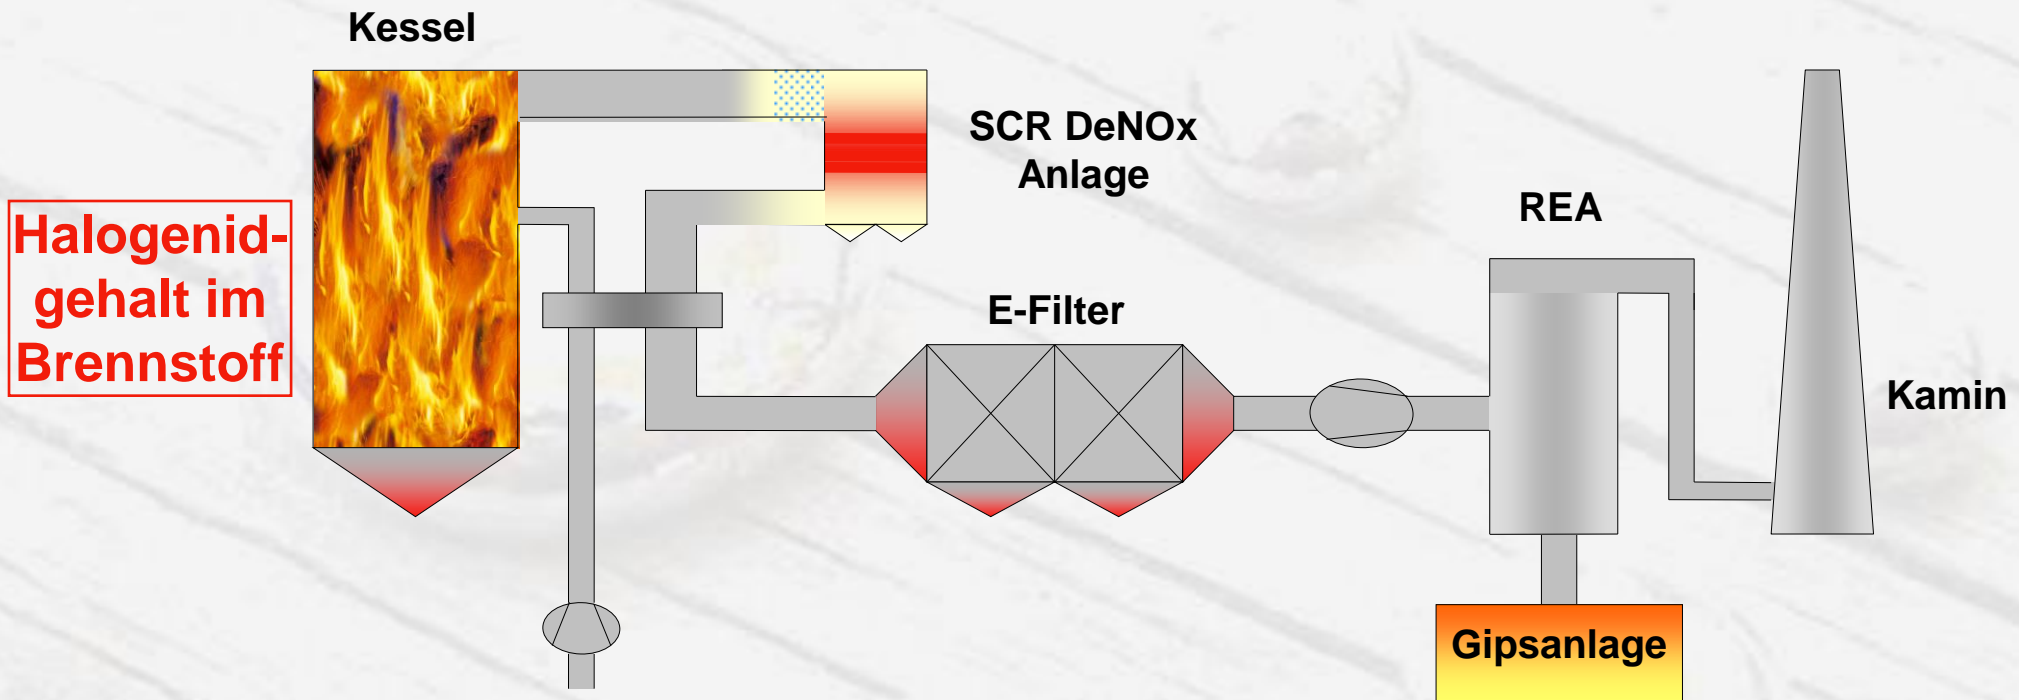 Kessel
SCR DeNOx
Anlage
Halogenid-
gehalt im
Brennstoff
REA
E-Filter
Kamin
Gipsanlage